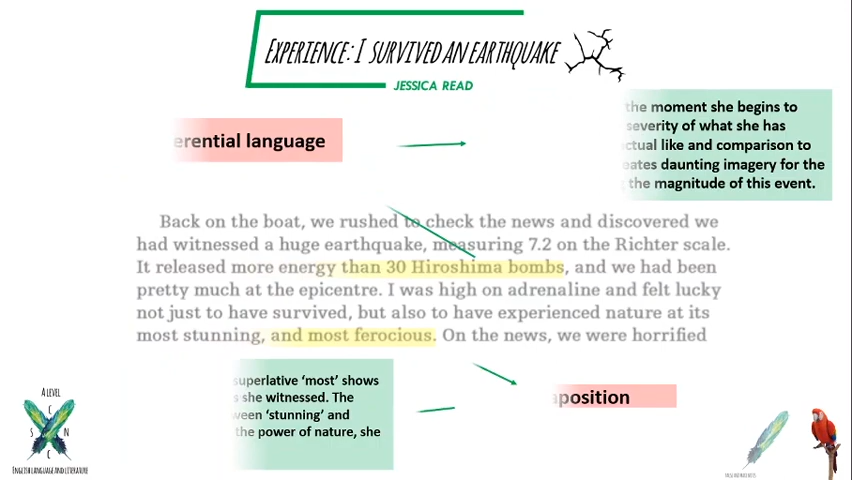 EXPERIENCE: I SURVIVED AN EARTHQUAKE
JESSICA READ
erential language
the moment she begins to
severity of what she has
ctual like and comparison to
eates daunting imagery for the
the magnitude of this event.
Back on the boat, we rushed to check the news and discovered we
had witnessed a huge earthquake, measuring 7.2 on the Richter scale.
It released more energy than 30 Hiroshima bombs, and we had been
pretty much at the epicentre. I was high on adrenaline and felt lucky
not just to have survived, but also to have experienced nature at its
most stunning, and most ferocious. On the news, we were horrified
superlative ‘most’ shows
s she witnessed. The
ween ‘stunning’ and
the power of nature, she
aposition
A LEVEL
C
S N
C
ENGLISH LANGUAGE AND LITERATURE